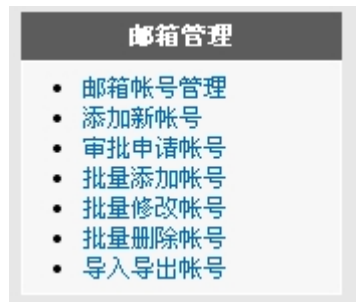 邮箱管理
邮箱帐号管理
添加新帐号
审批申请帐号
批量添加帐号
批量修改帐号
批量删除帐号
导入导出帐号